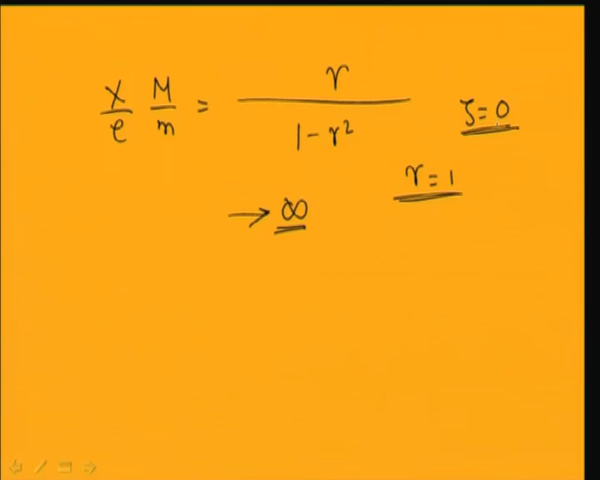 X/e M/m = r / 1 - r² ζ = 0
r = 1
→ ∞